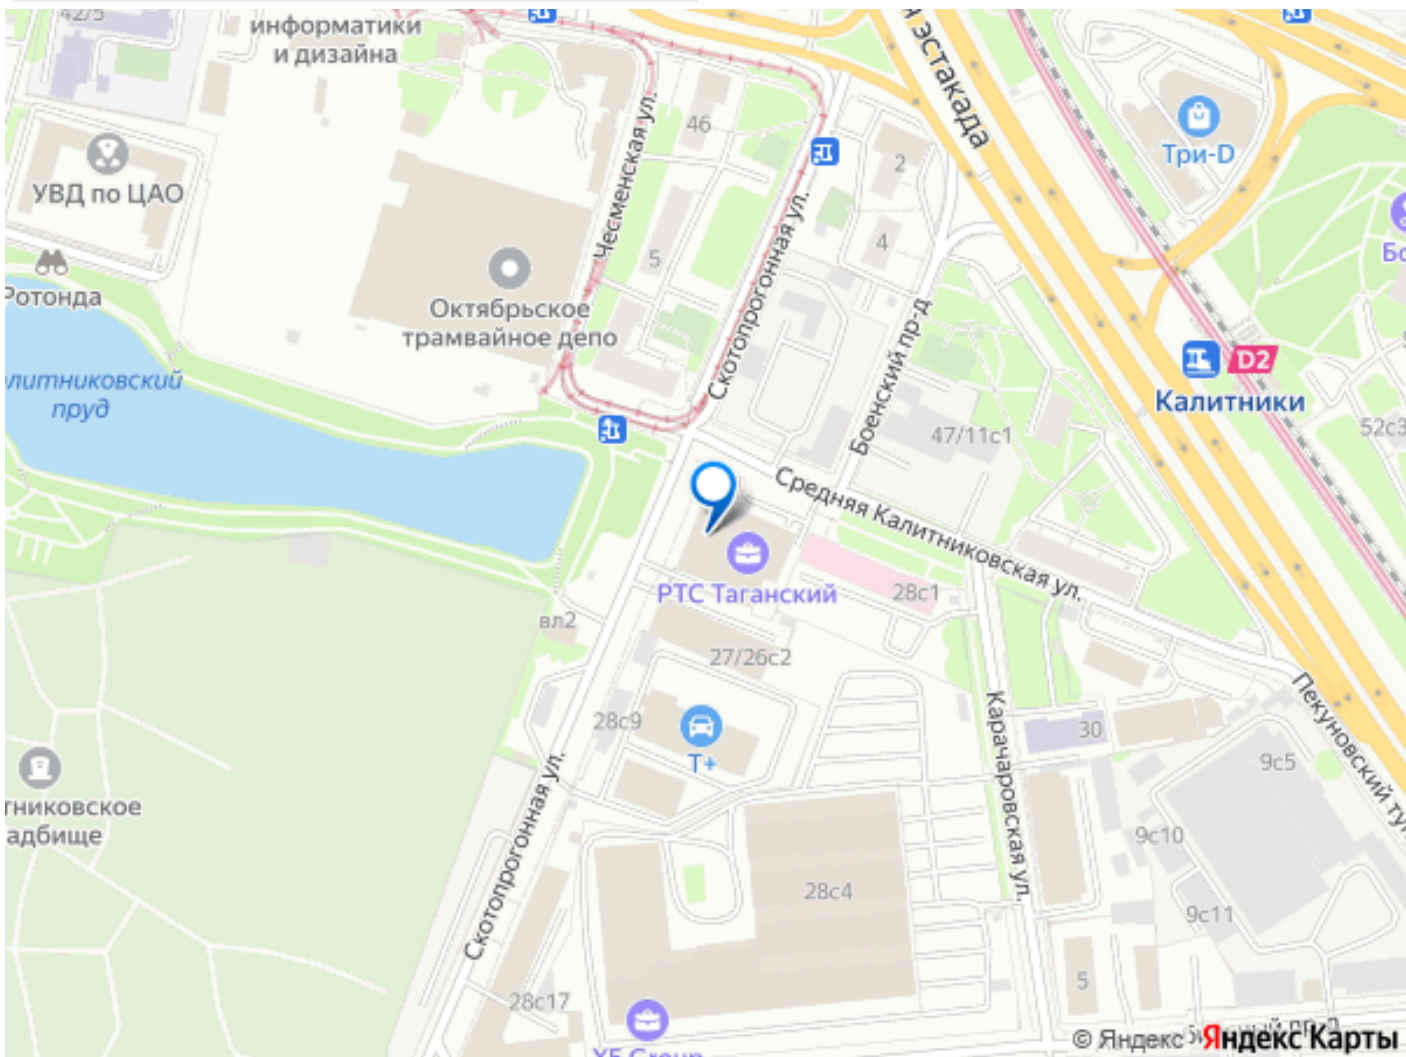 42/5
информатики
и дизайна
я эстакада
46
2
Три-D
УВД по ЦАО
Чесменская ул.
Скотопрогонная ул.
4
5
Ротонда
Октябрьское
трамвайное депо
Боенский пр-д
D2
Калитники
литниковский
пруд
47/11с1
52с3
Средняя Калитниковская ул.
РТС Таганский
28с1
вл2
27/26с2
28с9
Т+
Карачаровская ул.
30
Пекуновский туп
9с5
тниковское
адбище
Скотопрогонная ул.
9с10
28с4
9с11
5
28с17
X5 Group
© Яндекс Яндекс Карты